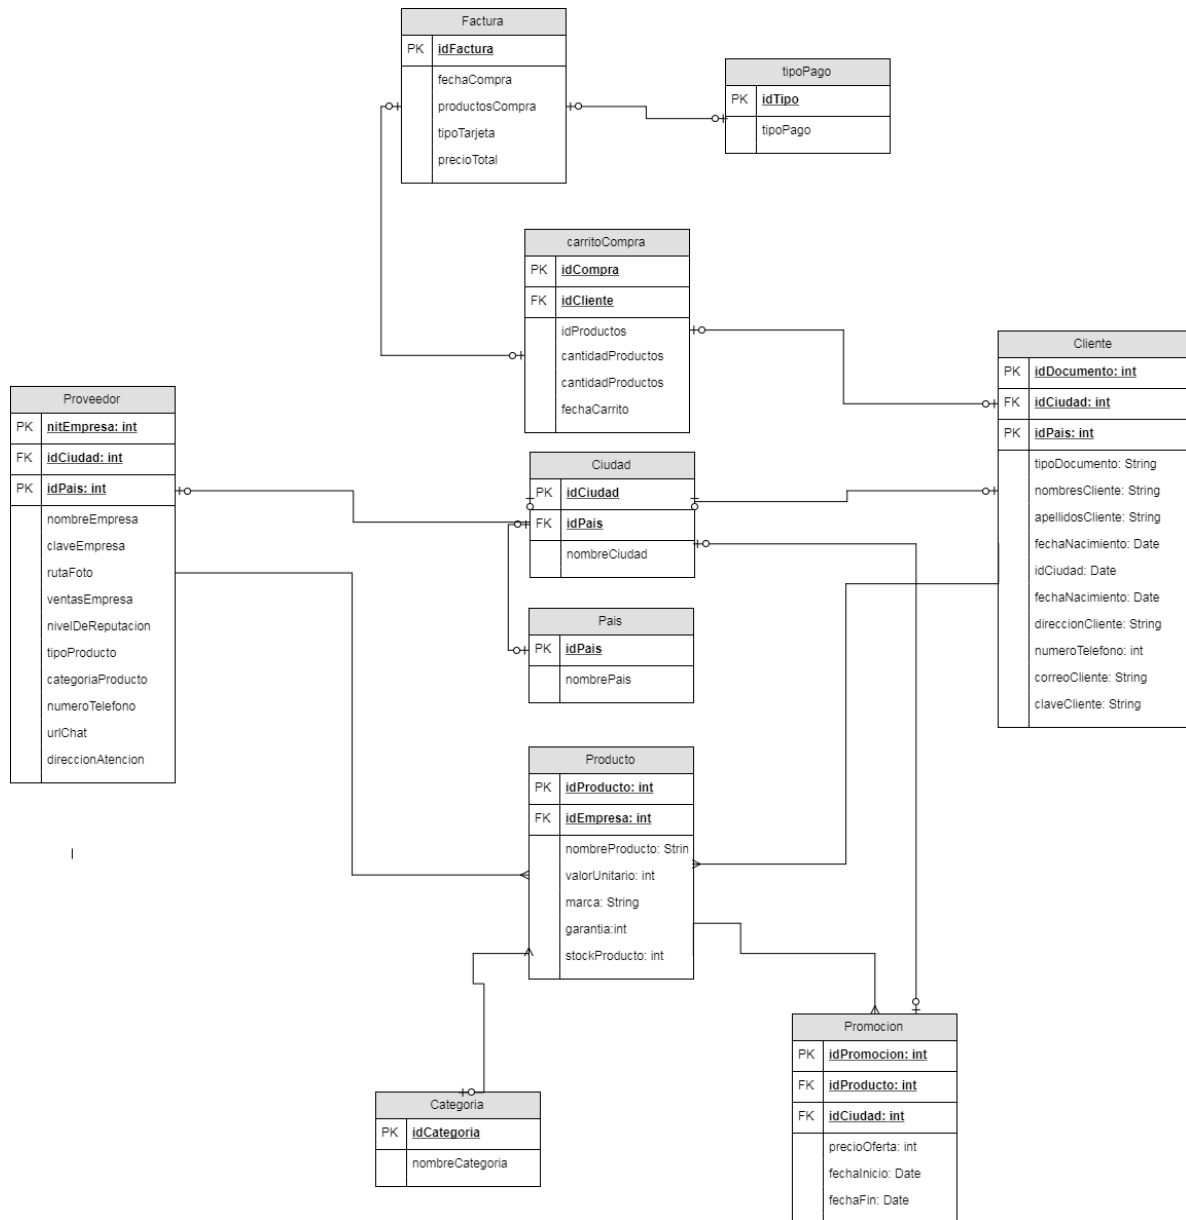 Factura
PK idFactura
fechaCompra
productosCompra
tipoTarjeta
precioTotal
tipoPago
PK idTipo
tipoPago
carritoCompra
PK idCompra
FK idCliente
idProductos
cantidadProductos
cantidadProductos
fechaCarrito
Cliente
PK idDocumento: int
FK idCiudad: int
PK idPais: int
tipoDocumento: String
nombresCliente: String
apellidosCliente: String
fechaNacimiento: Date
idCiudad: Date
fechaNacimiento: Date
direccionCliente: String
numeroTelefono: int
correoCliente: String
claveCliente: String
Proveedor
PK nitEmpresa: int
FK idCiudad: int
PK idPais: int
nombreEmpresa
claveEmpresa
rutaFoto
ventasEmpresa
nivelDeReputacion
tipoProducto
categoriaProducto
numeroTelefono
urlChat
direccionAtencion
Ciudad
PK idCiudad
FK idPais
nombreCiudad
Pais
PK idPais
nombrePais
Producto
PK idProducto: int
FK idEmpresa: int
nombreProducto: Strin
valorUnitario: int
marca: String
garantia:int
stockProducto: int
Categoria
PK idCategoria
nombreCategoria
Promocion
PK idPromocion: int
FK idProducto: int
FK idCiudad: int
precioOferta: int
fechaInicio: Date
fechaFin: Date